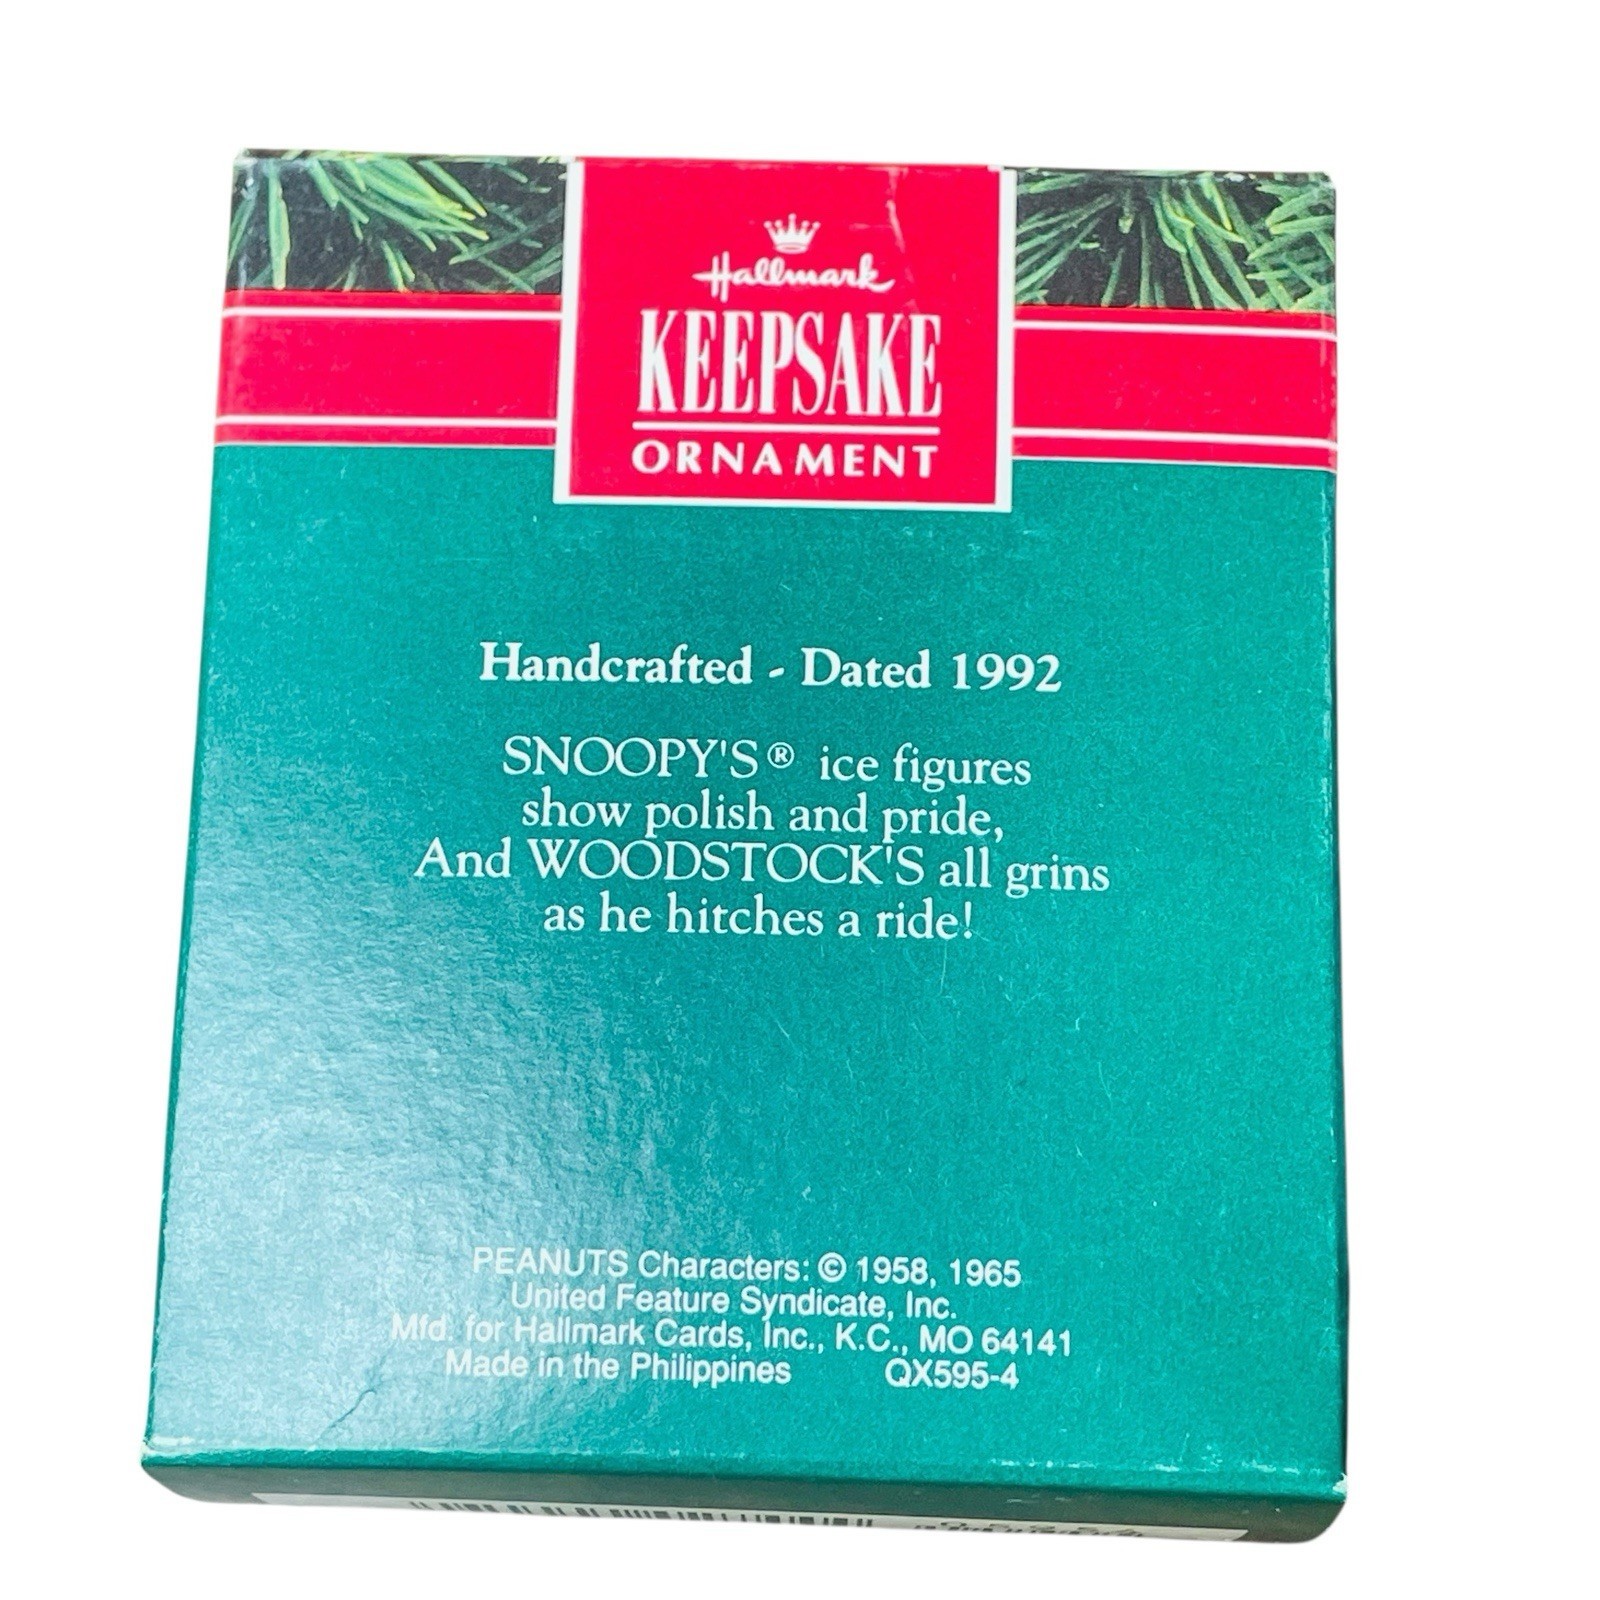 Hallmark
KEEPSAKE
ORNAMENT
Handcrafted - Dated 1992
SNOOPY'S® ice figures
show polish and pride,
And WOODSTOCK'S all grins
as he hitches a ride!
PEANUTS Characters: © 1958, 1965
United Feature Syndicate, Inc.
Mfd. for Hallmark Cards, Inc., K.C., MO 64141
Made in the Philippines QX595-4